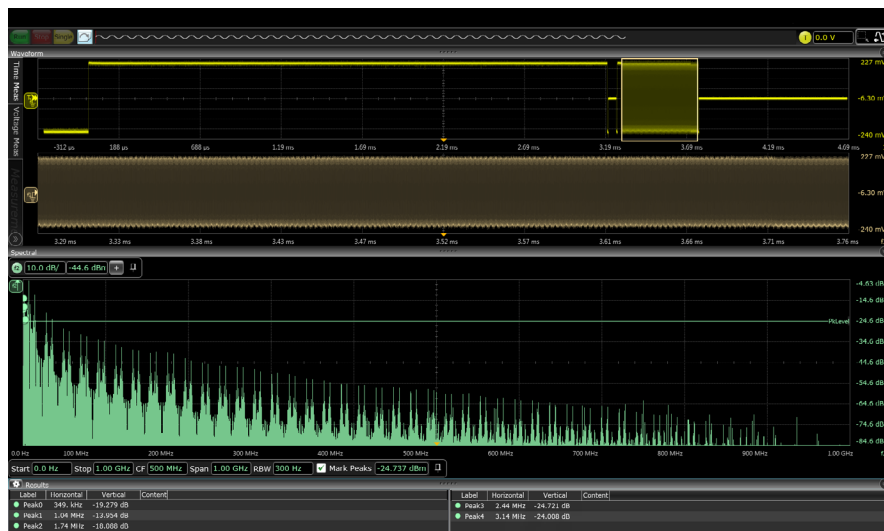 Stop Single 0.0 V
Waveform
Time Meas
Voltage Meas
227 mV
-6.30 mV
-240 mV
-312 µs 188 µs 688 µs 1.19 ms 1.69 ms 2.19 ms 2.69 ms 3.19 ms 3.69 ms 4.19 ms 4.69 ms
227 mV
-6.30 mV
-240 mV
3.29 ms 3.33 ms 3.38 ms 3.43 ms 3.47 ms 3.52 ms 3.57 ms 3.61 ms 3.66 ms 3.71 ms 3.76 ms
Spectral
10.0 dB/ -44.6 dBm +
-4.63 dB
-14.6 dB
PkLevel -24.6 dB
-34.6 dB
-44.6 dB
-54.6 dB
-64.6 dB
-74.6 dB
-84.6 dB
0.0 Hz 100 MHz 200 MHz 300 MHz 400 MHz 500 MHz 600 MHz 700 MHz 800 MHz 900 MHz 1.00 GHz
Start 0.0 Hz Stop 1.00 GHz CF 500 MHz Span 1.00 GHz RBW 300 Hz Mark Peaks -24.737 dBm
Results
Label Horizontal Vertical Content Label Horizontal Vertical Content
Peak0 349. kHz -19.279 dB Peak3 2.44 MHz -24.721 dB
Peak1 1.04 MHz -13.954 dB Peak4 3.14 MHz -24.008 dB
Peak2 1.74 MHz -18.088 dB